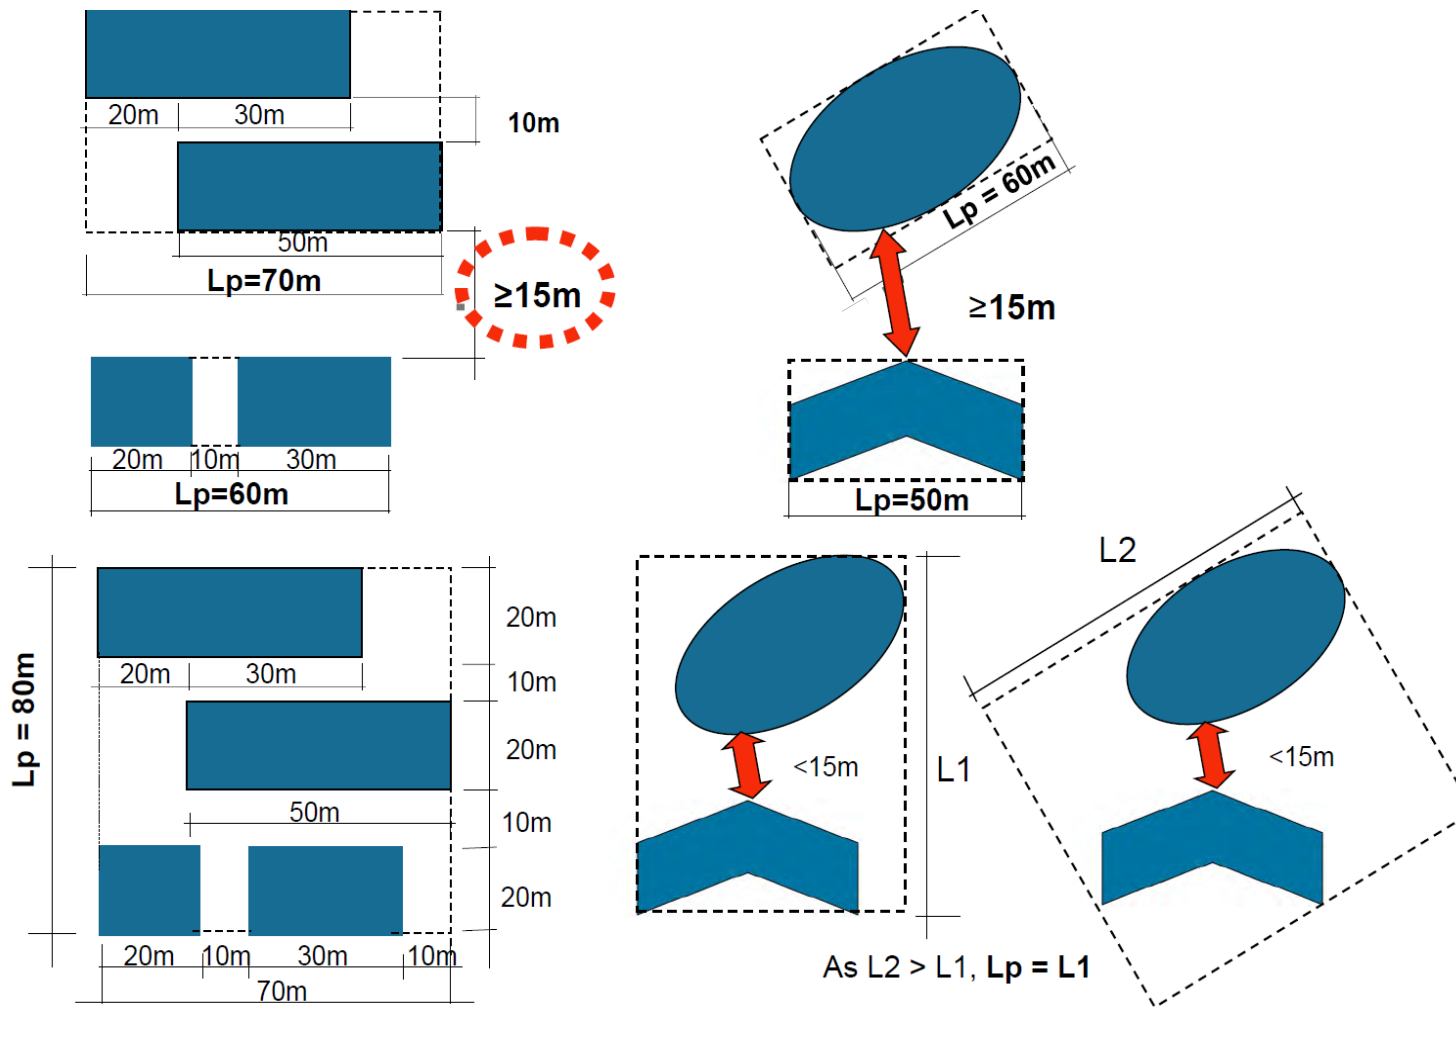 20m 30m
10m
50m
Lp=70m
≥15m
20m 10m 30m
Lp=60m
Lp = 60m
≥15m
Lp=50m
Lp = 80m
20m
20m 30m
10m
20m
50m
10m
20m
20m 10m 30m 10m
70m
<15m
L1
L2
<15m
As L2 > L1, Lp = L1